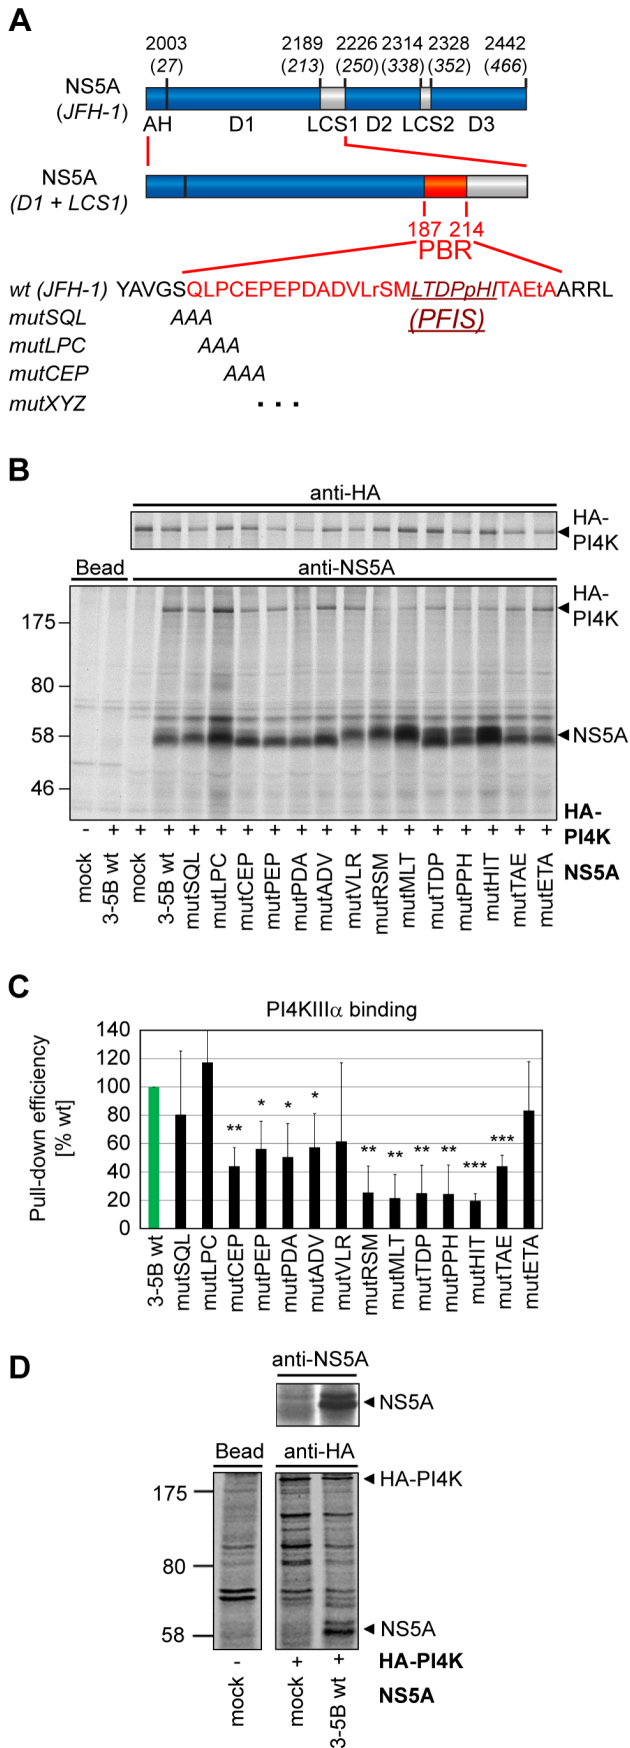 A
2003 2189 2226 2314 2328 2442
(27) (213) (250) (338) (352) (466)
NS5A
(JFH-1)
AH D1 LCS1 D2 LCS2 D3
NS5A
(D1 + LCS1)
187 214
PBR
wt (JFH-1) YAVGSQLPCEPEPDADVLrSMLTDPpHITAEtAARRL
mutSQL AAA (PFIS)
mutLPC AAA
mutCEP AAA
mutXYZ . . .
B
anti-HA
HA-
PI4K
Bead anti-NS5A
HA-
PI4K
175
80
58
NS5A
46
HA-
PI4K
- + + + + + + + + + + + + + + + + +
NS5A
mock
3-5B wt
mock
3-5B wt
mutSQL
mutLPC
mutCEP
mutPEP
mutPDA
mutADV
mutVLR
mutRSM
mutMLT
mutTDP
mutPPH
mutHIT
mutTAE
mutETA
C
PI4KIIIα binding
Pull-down efficiency
[% wt]
140
120
100
80
60
40
20
0
** * * * ** ** ** ** *** ***
3-5B wt
mutSQL
mutLPC
mutCEP
mutPEP
mutPDA
mutADV
mutVLR
mutRSM
mutMLT
mutTDP
mutPPH
mutHIT
mutTAE
mutETA
D
anti-NS5A
NS5A
Bead anti-HA
HA-PI4K
175
80
NS5A
58
- + + HA-PI4K
NS5A
mock
mock
3-5B wt